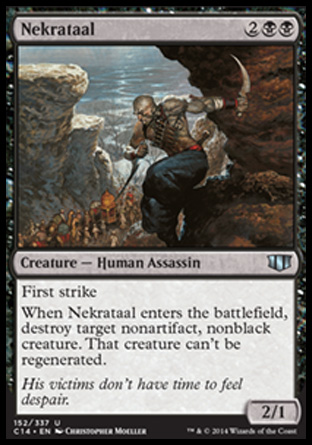 Nekrataal 2
Creature — Human Assassin
First strike
When Nekrataal enters the battlefield,
destroy target nonartifact, nonblack
creature. That creature can't be
regenerated.
His victims don't have time to feel
despair.
2/1
152/337 U
C14 • EN Christopher Moeller
™ & © 2014 Wizards of the Coast